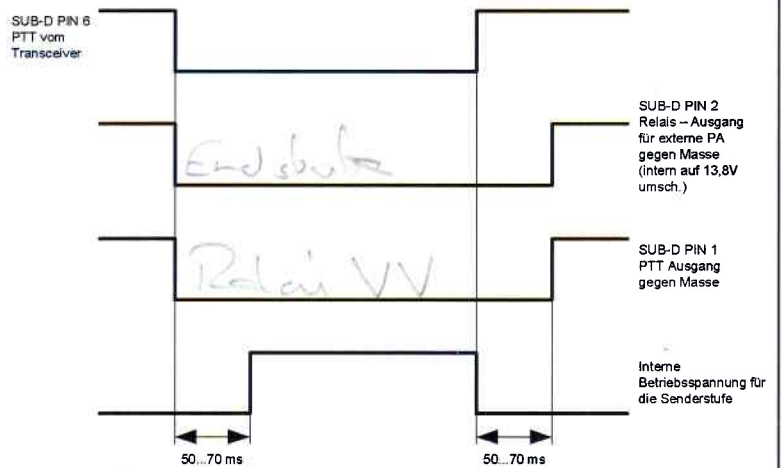 SUB-D PIN 6
PTT vom
Transceiver
SUB-D PIN 2
Relais – Ausgang
für externe PA
gegen Masse
(intern auf 13,8V
umsch.)
Endstufe
SUB-D PIN 1
PTT Ausgang
gegen Masse
Relais VV
Interne
Betriebsspannung für
die Senderstufe
50...70 ms
50...70 ms